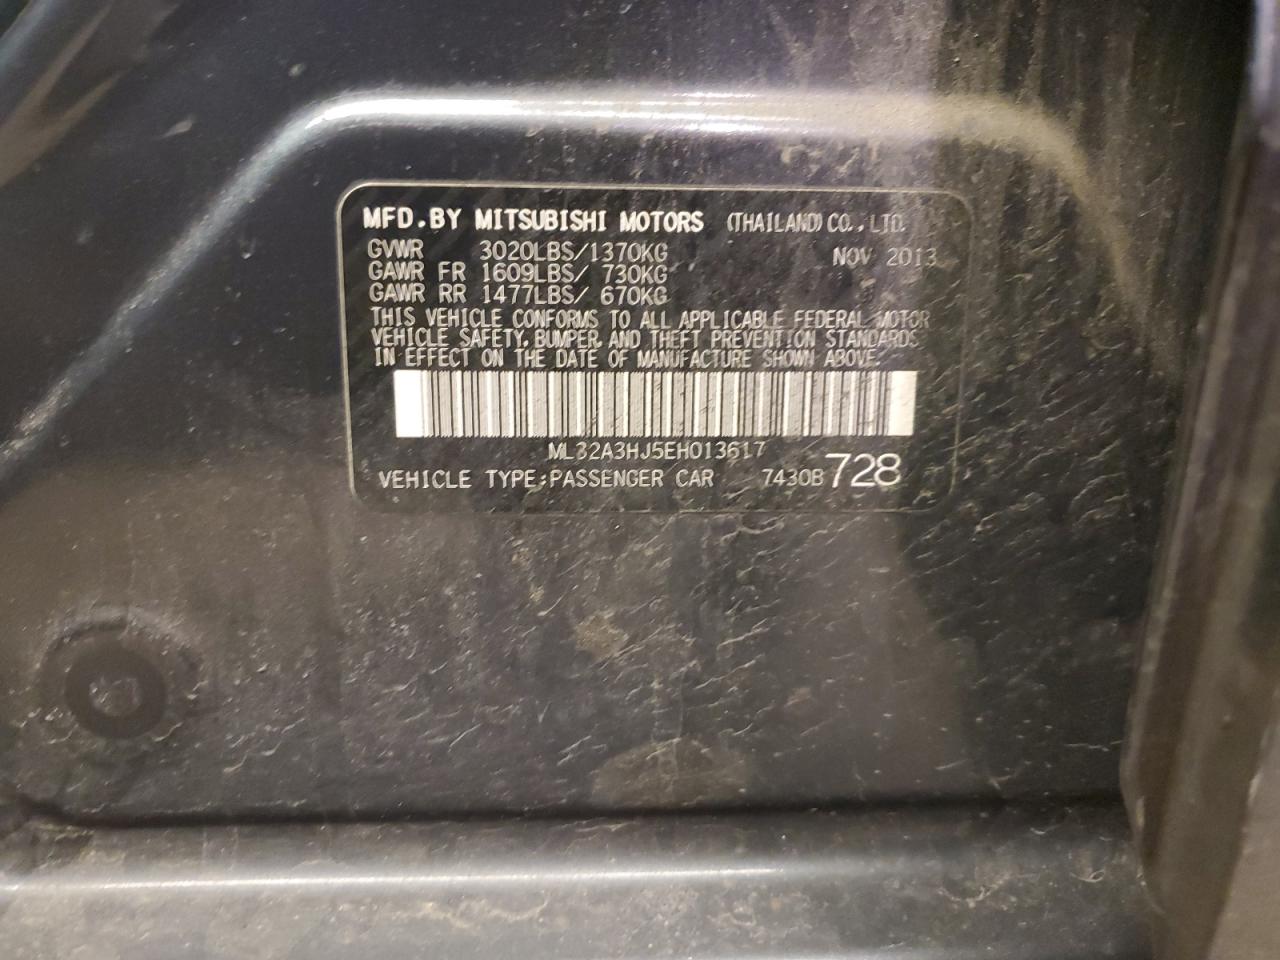 MFD.BY MITSUBISHI MOTORS (THAILAND) CO., LTD.
GVWR 3020LBS/1370KG NOV 2013
GAWR FR 1609LBS/ 730KG
GAWR RR 1477LBS/ 670KG
THIS VEHICLE CONFORMS TO ALL APPLICABLE FEDERAL MOTOR
VEHICLE SAFETY, BUMPER, AND THEFT PREVENTION STANDARDS
IN EFFECT ON THE DATE OF MANUFACTURE SHOWN ABOVE.
ML32A3HJ5EH013617
VEHICLE TYPE:PASSENGER CAR 7430B 728